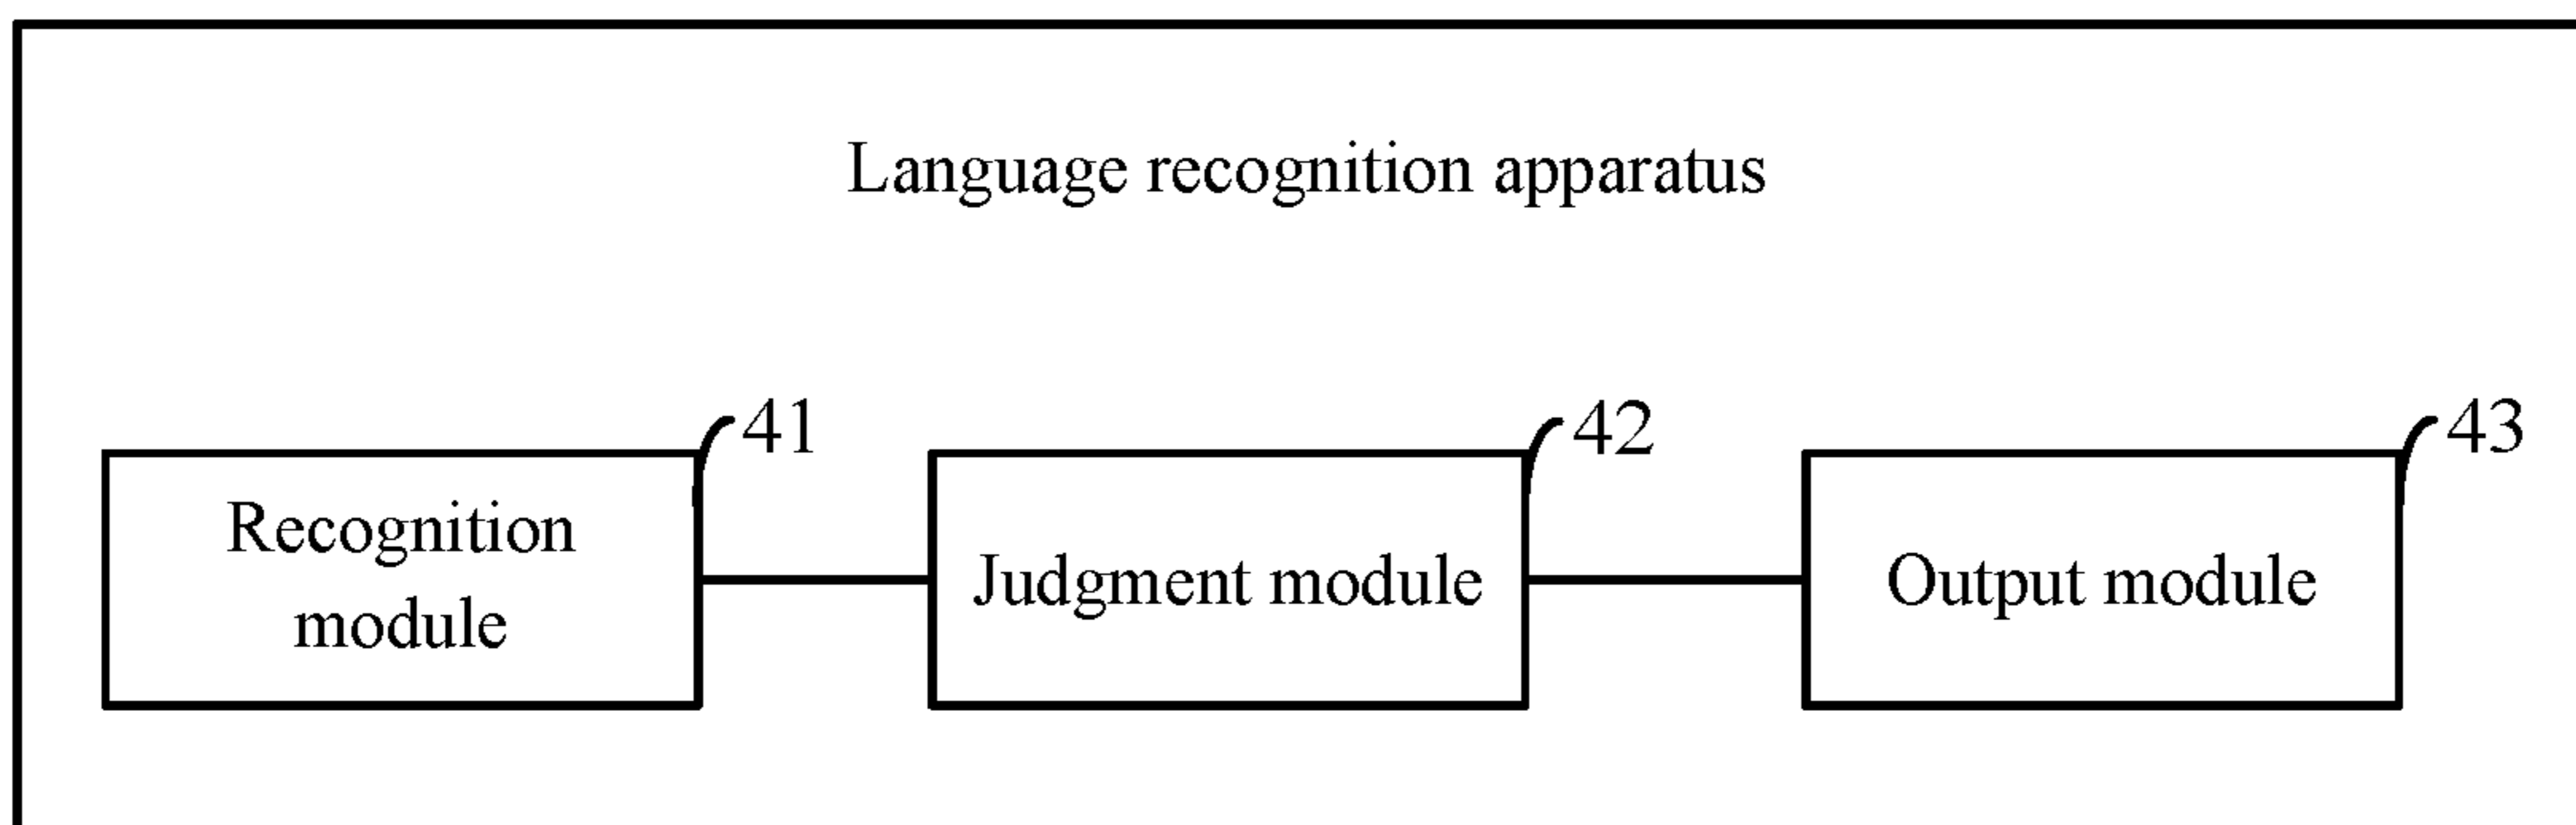 Language recognition apparatus
41
42
43
Recognition
module
Judgment module
Output module